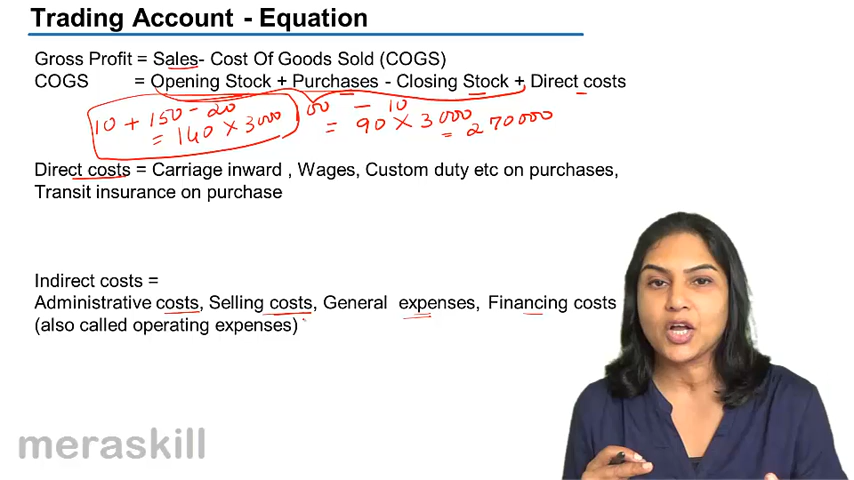 Trading Account - Equation
Gross Profit = Sales- Cost Of Goods Sold (COGS)
COGS = Opening Stock + Purchases - Closing Stock + Direct costs
10 + 150 - 20
= 140 × 3000
100 - 10
= 90 × 3000
= 270000
Direct costs = Carriage inward , Wages, Custom duty etc on purchases,
Transit insurance on purchase
Indirect costs =
Administrative costs, Selling costs, General expenses, Financing costs
(also called operating expenses)
meraskill